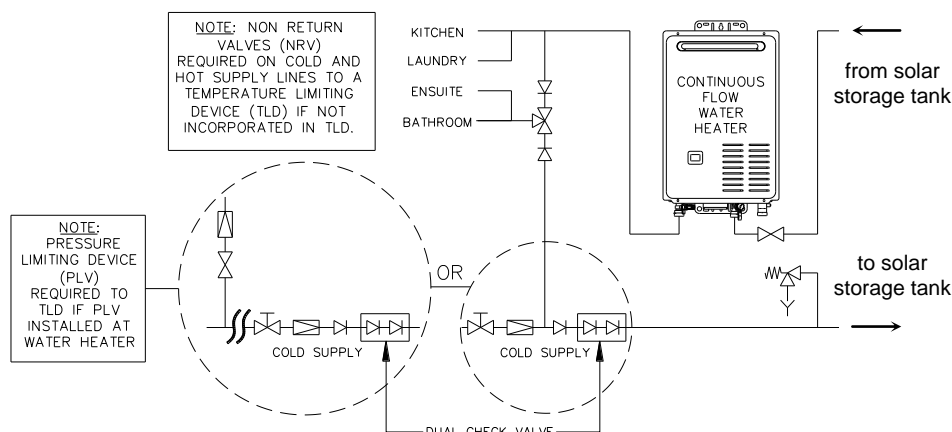 NOTE: NON RETURN
VALVES (NRV)
REQUIRED ON COLD AND
HOT SUPPLY LINES TO A
TEMPERATURE LIMITING
DEVICE (TLD) IF NOT
INCORPORATED IN TLD.
KITCHEN
LAUNDRY
ENSUITE
BATHROOM
CONTINUOUS
FLOW
WATER
HEATER
from solar
storage tank
NOTE:
PRESSURE
LIMITING DEVICE
(PLV)
REQUIRED TO
TLD IF PLV
INSTALLED AT
WATER HEATER
OR
to solar
storage tank
COLD SUPPLY
COLD SUPPLY
DUAL CHECK VALVE